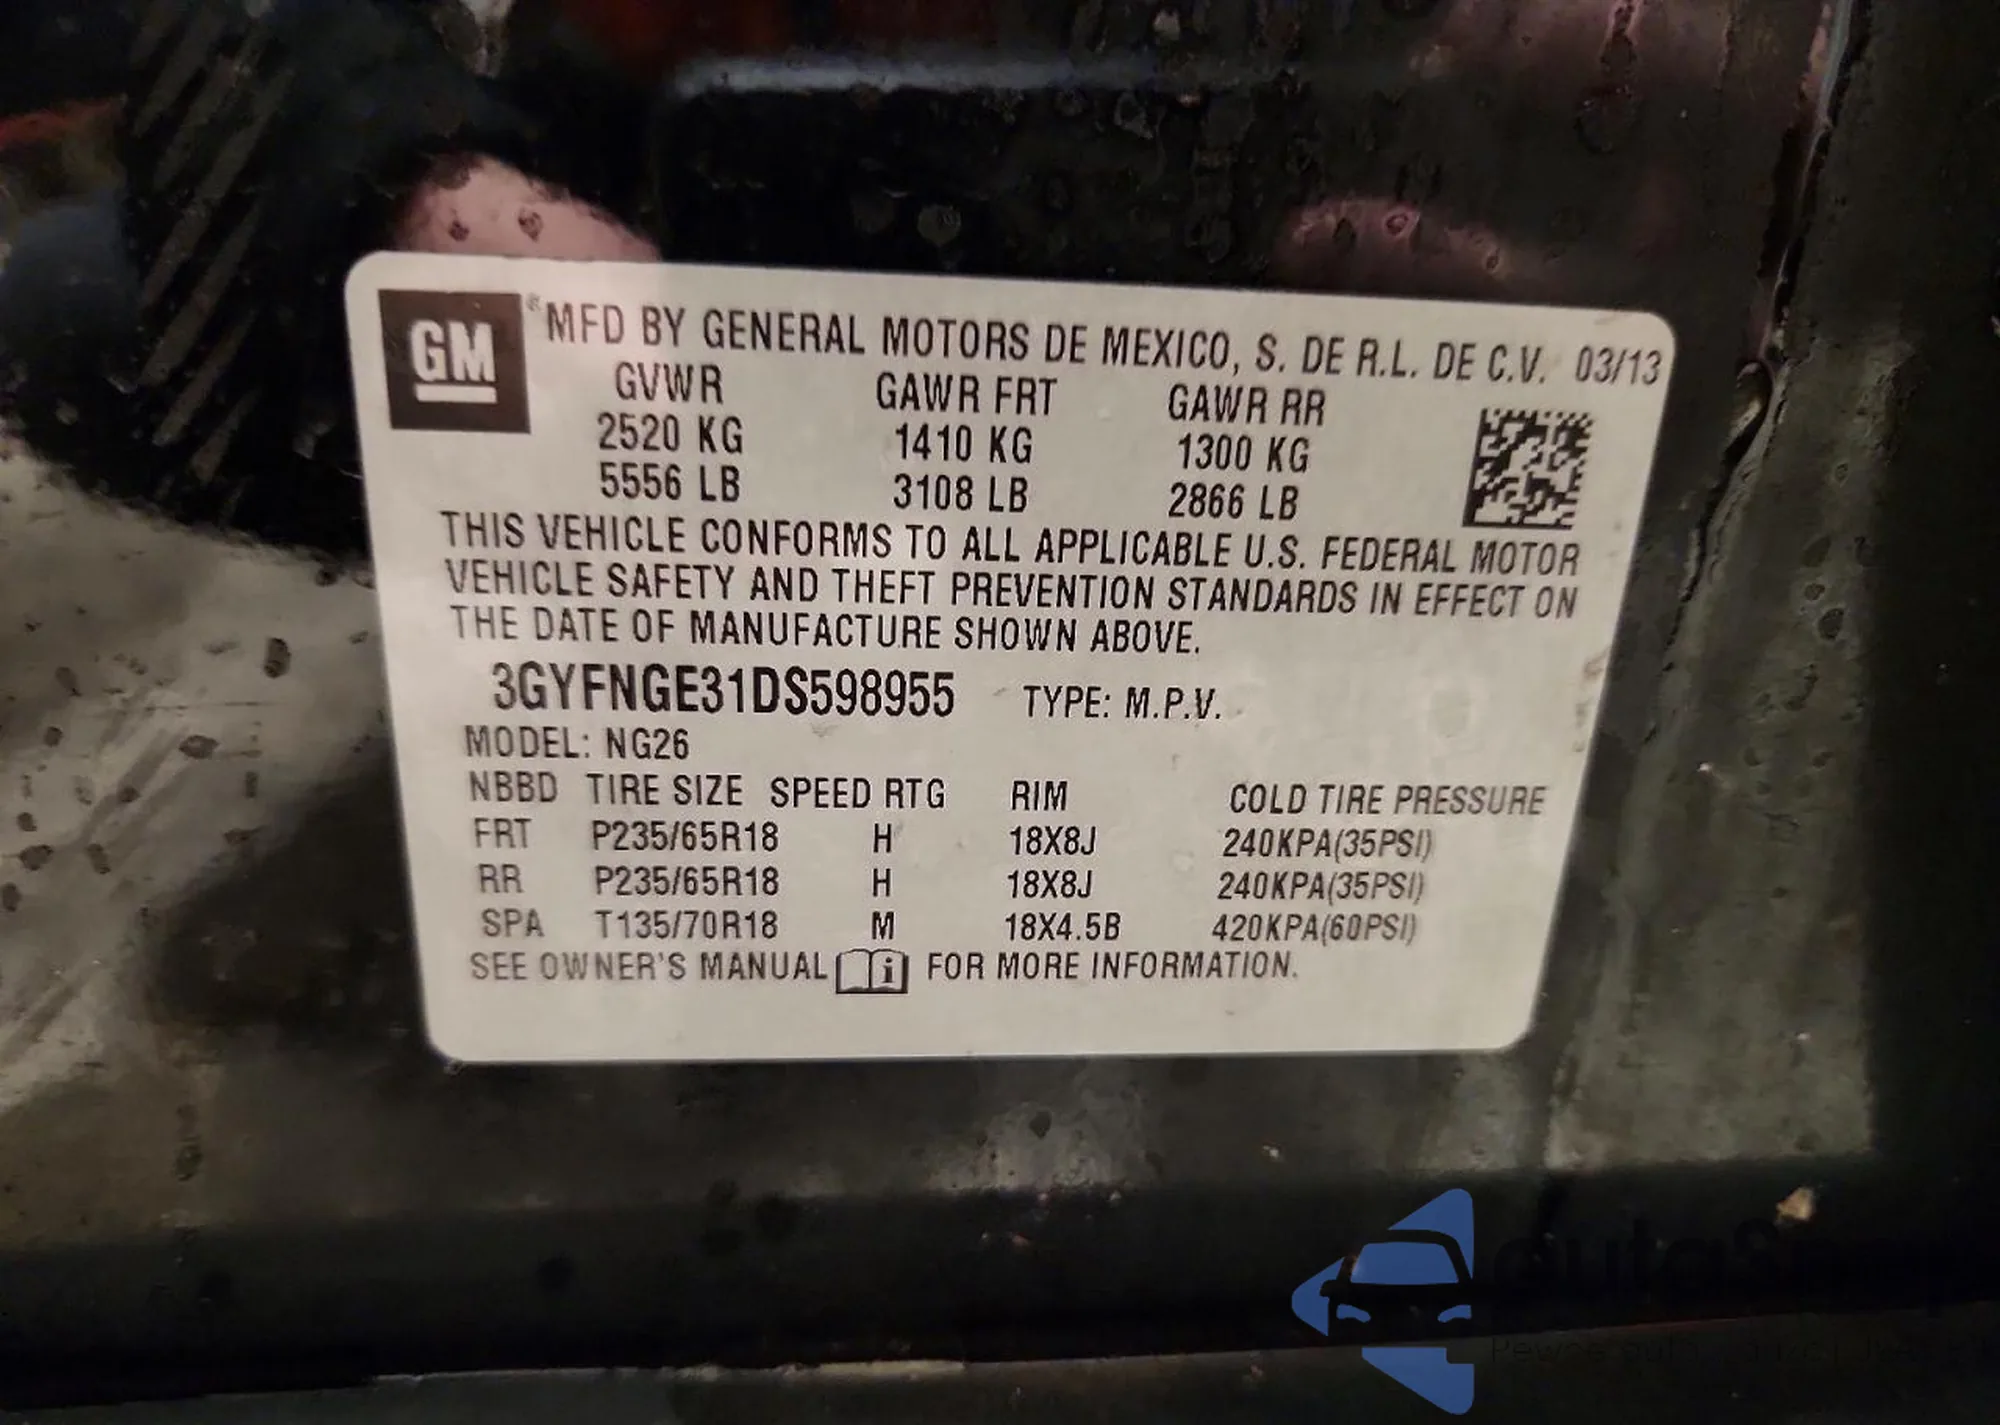 GM
® MFD BY GENERAL MOTORS DE MEXICO, S. DE R.L. DE C.V. 03/13
GVWR GAWR FRT GAWR RR
2520 KG 1410 KG 1300 KG
5556 LB 3108 LB 2866 LB
THIS VEHICLE CONFORMS TO ALL APPLICABLE U.S. FEDERAL MOTOR
VEHICLE SAFETY AND THEFT PREVENTION STANDARDS IN EFFECT ON
THE DATE OF MANUFACTURE SHOWN ABOVE.
3GYFNGE31DS598955 TYPE: M.P.V.
MODEL: NG26
NBBD TIRE SIZE SPEED RTG RIM COLD TIRE PRESSURE
FRT P235/65R18 H 18X8J 240KPA(35PSI)
RR P235/65R18 H 18X8J 240KPA(35PSI)
SPA T135/70R18 M 18X4.5B 420KPA(60PSI)
SEE OWNER'S MANUAL i FOR MORE INFORMATION.